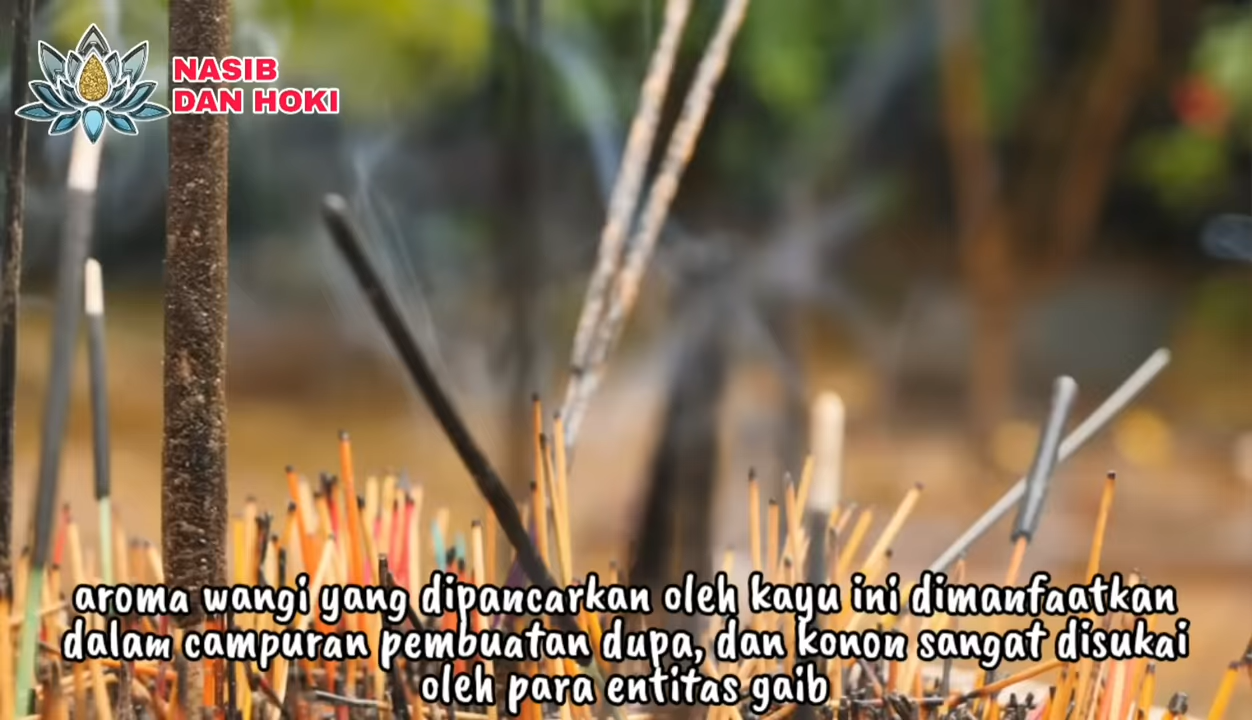 NASIB
DAN HOKI
aroma wangi yang dipancarkan oleh kayu ini dimanfaatkan
dalam campuran pembuatan dupa, dan konon sangat disukai
oleh para entitas gaib